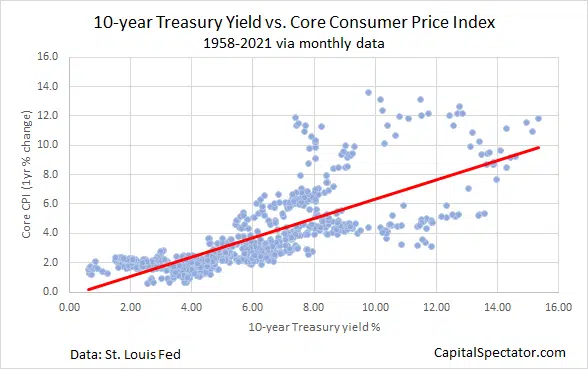 10-year Treasury Yield vs. Core Consumer Price Index
1958-2021 via monthly data
Core CPI (1yr % change)
16.0
14.0
12.0
10.0
8.0
6.0
4.0
2.0
0.0
0.00 2.00 4.00 6.00 8.00 10.00 12.00 14.00 16.00
10-year Treasury yield %
Data: St. Louis Fed
CapitalSpectator.com